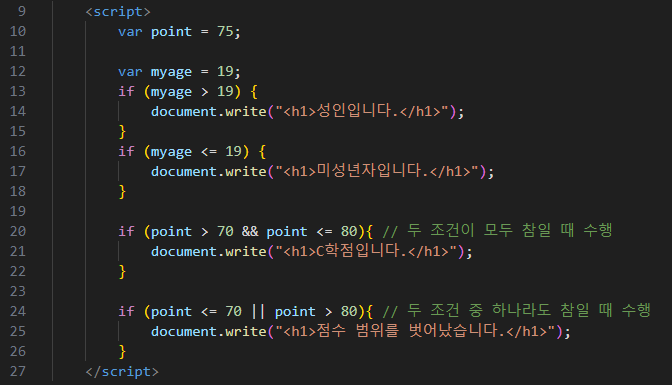 9 <script>
10 var point = 75;
11
12 var myage = 19;
13 if (myage > 19) {
14 document.write("<h1>성인입니다.</h1>");
15 }
16 if (myage <= 19) {
17 document.write("<h1>미성년자입니다.</h1>");
18 }
19
20 if (point > 70 && point <= 80){ // 두 조건이 모두 참일 때 수행
21 document.write("<h1>C학점입니다.</h1>");
22 }
23
24 if (point <= 70 || point > 80){ // 두 조건 중 하나라도 참일 때 수행
25 document.write("<h1>점수 범위를 벗어났습니다.</h1>");
26 }
27 </script>